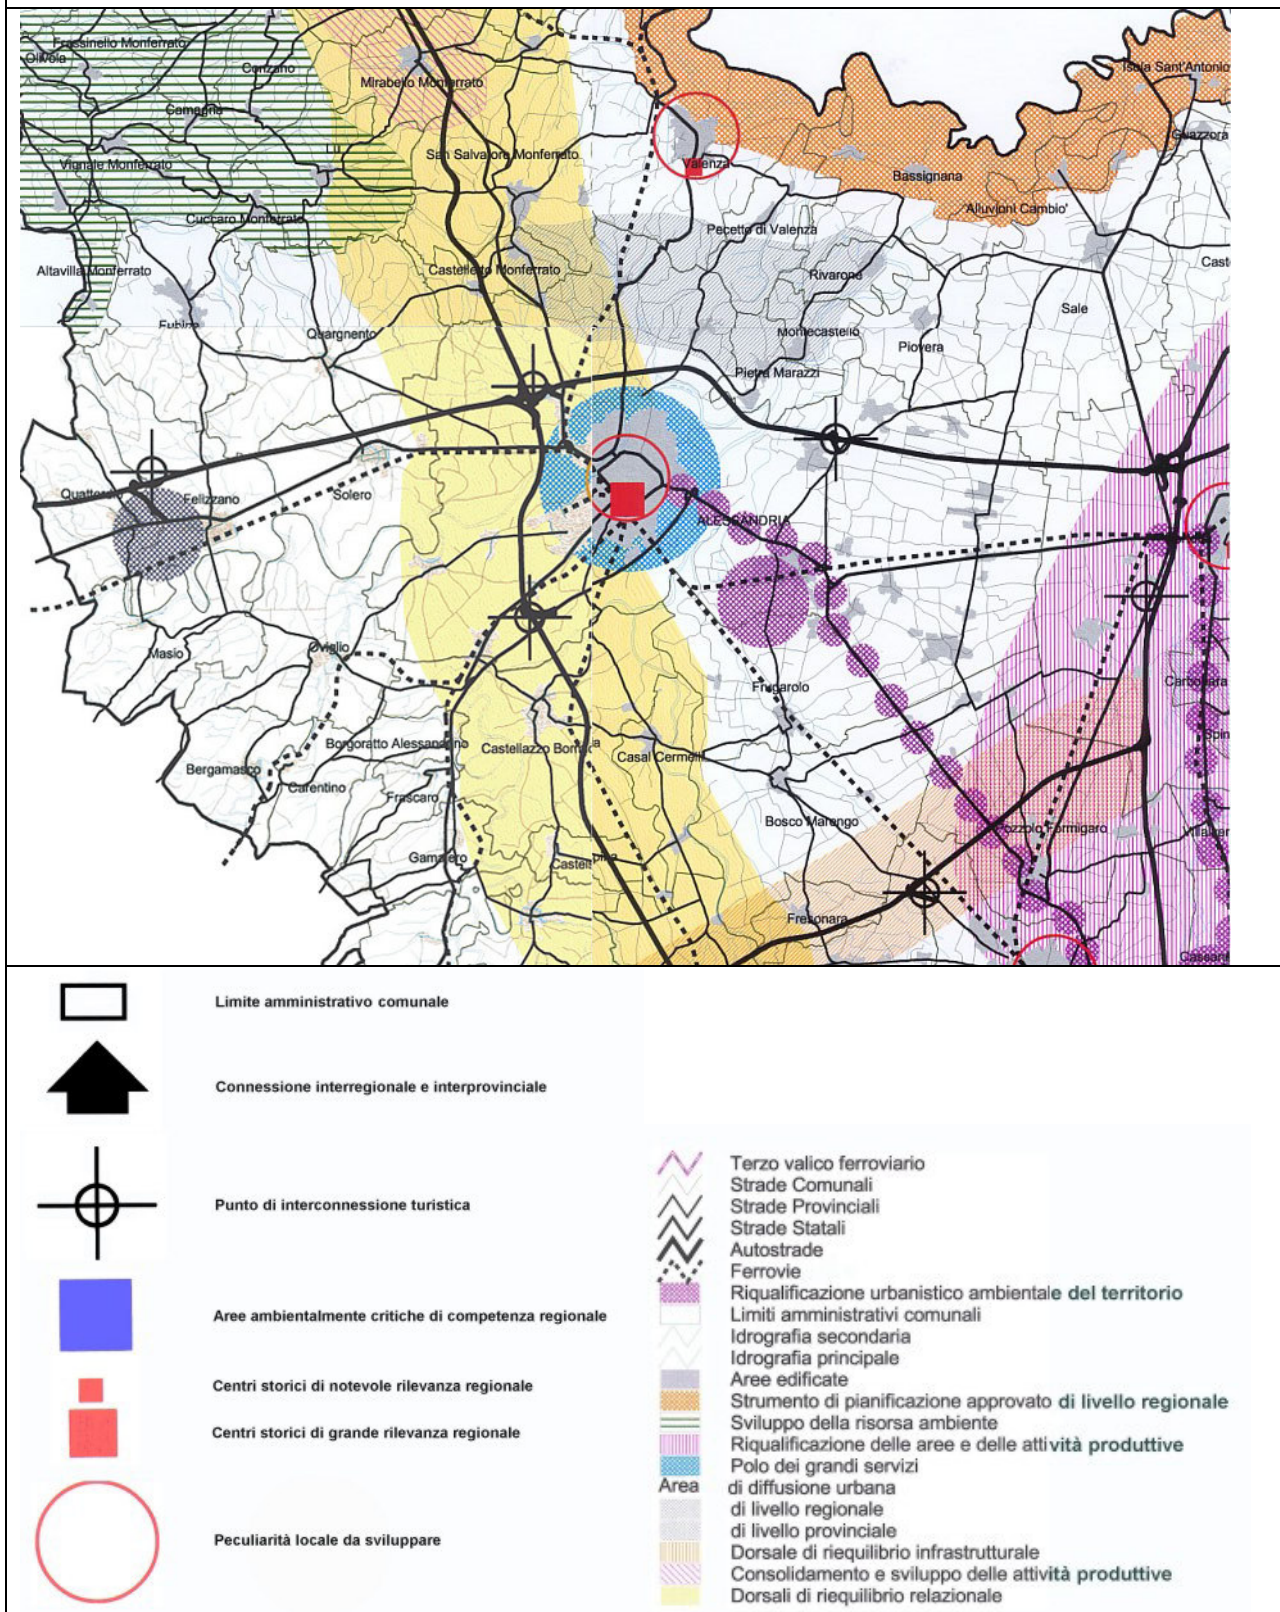 Frassinello Monferrato
Olivola
Conzano
Isola Sant'Antonio
Mirabello Monferrato
Camagna
Guazzora
Lu
San Salvatore Monferrato
Vignale Monferrato
Valenza
Bassignana
Alluvioni Cambio'
Cuccaro Monferrato
Pecetto di Valenza
Altavilla Monferrato
Castelletto Monferrato
Rivarone
Sale
Fubine
Quargnento
Montecastello
Piovera
Pietra Marazzi
Quattordio
Felizzano
Solero
ALESSANDRIA
Masio
Oviglio
Frugarolo
Carbonara
Borgoratto Alessandrino
Castellazzo Bormida
Casal Cermelli
Bergamasco
Carentino
Frascaro
Bosco Marengo
Pozzolo Formigaro
Gamalero
Fresonara
Limite amministrativo comunale
Connessione interregionale e interprovinciale
Punto di interconnessione turistica
Aree ambientalmente critiche di competenza regionale
Centri storici di notevole rilevanza regionale
Centri storici di grande rilevanza regionale
Peculiarità locale da sviluppare
Terzo valico ferroviario
Strade Comunali
Strade Provinciali
Strade Statali
Autostrade
Ferrovie
Riqualificazione urbanistico ambientale del territorio
Limiti amministrativi comunali
Idrografia secondaria
Idrografia principale
Aree edificate
Strumento di pianificazione approvato di livello regionale
Sviluppo della risorsa ambiente
Riqualificazione delle aree e delle attività produttive
Polo dei grandi servizi
Area di diffusione urbana
di livello regionale
di livello provinciale
Dorsale di riequilibrio infrastrutturale
Consolidamento e sviluppo delle attività produttive
Dorsali di riequilibrio relazionale